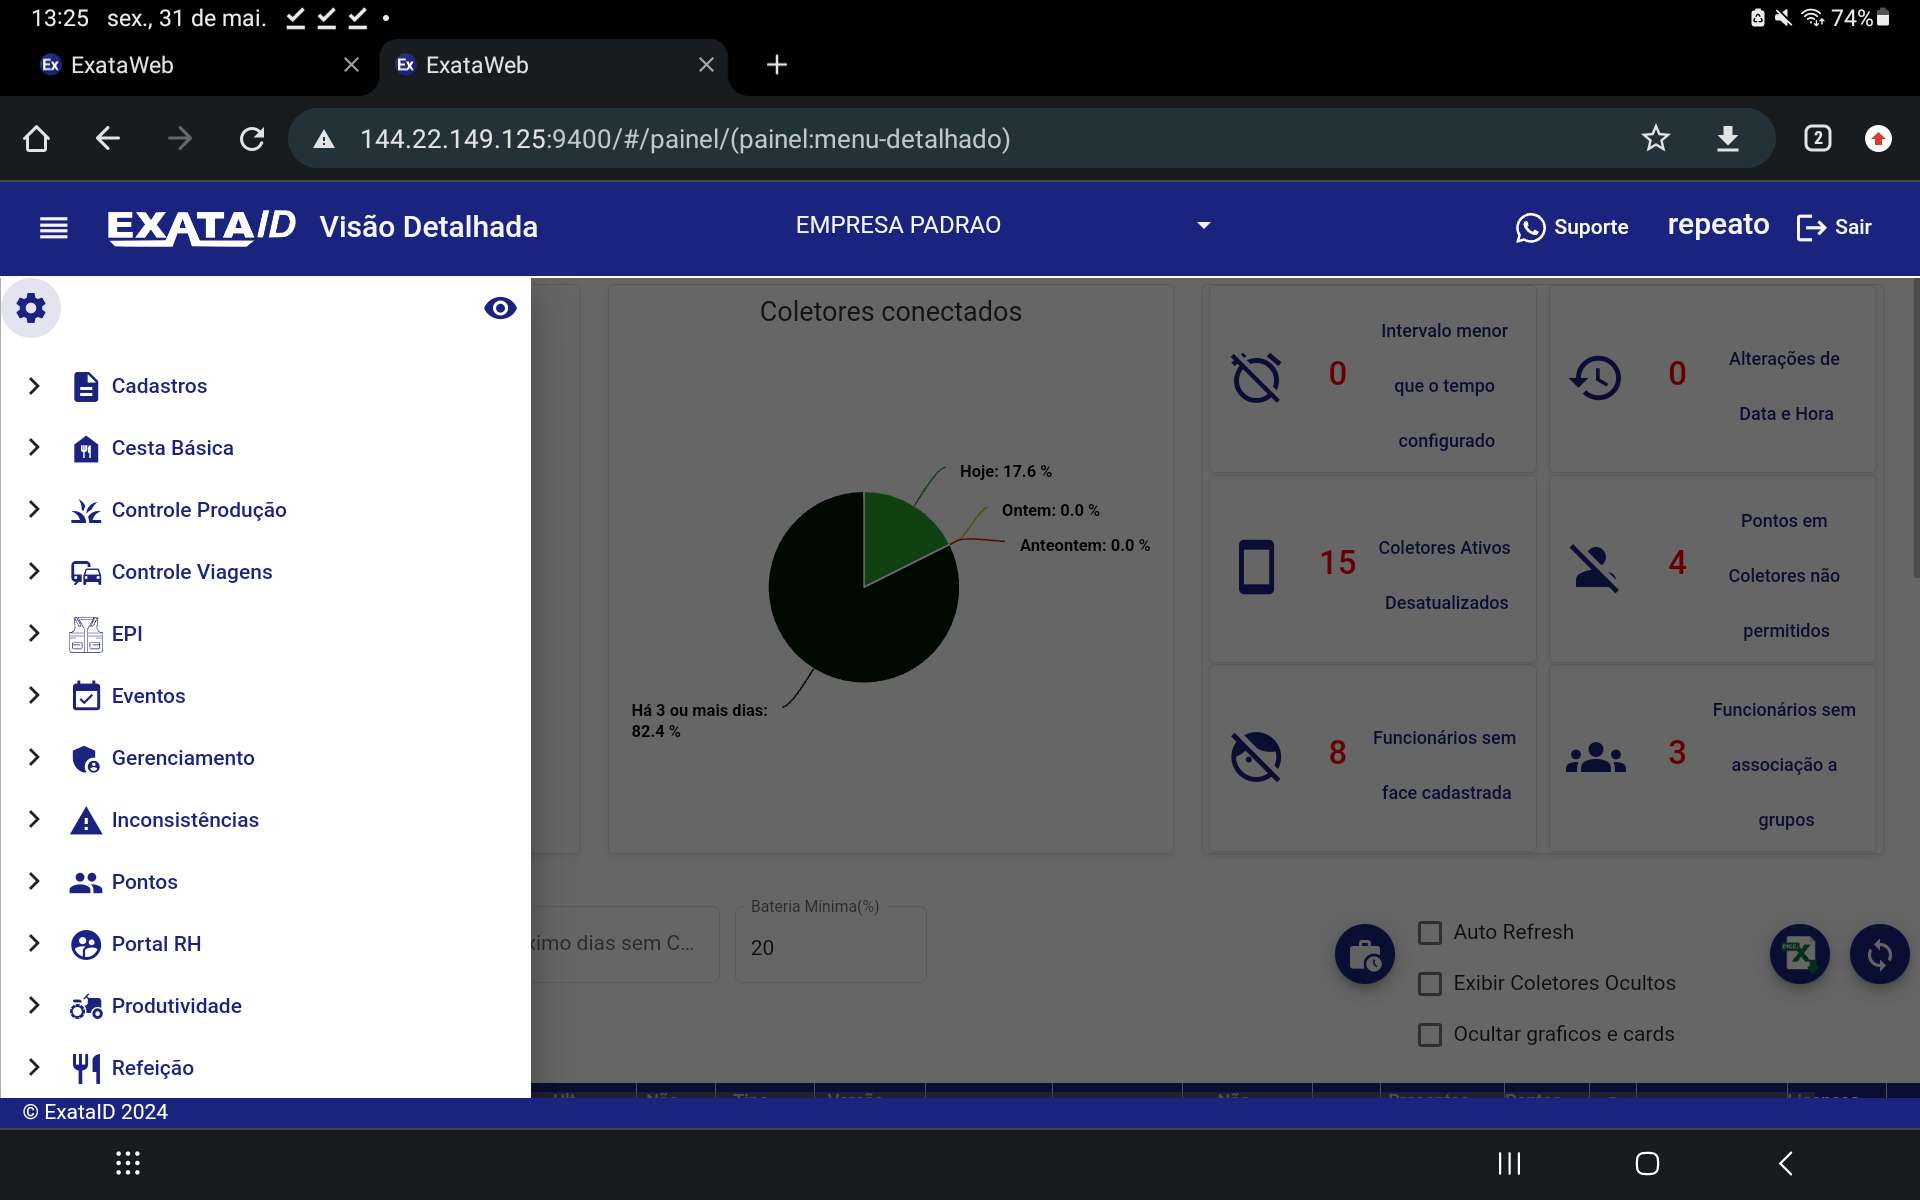 13:25 sex., 31 de mai.
74%
Ex ExataWeb
Ex ExataWeb
144.22.149.125:9400/#/painel/(painel:menu-detalhado)
2
EXATAID Visão Detalhada
EMPRESA PADRAO
Suporte
repeato
Sair
Cadastros
Cesta Básica
Controle Produção
Controle Viagens
EPI
Eventos
Gerenciamento
Inconsistências
Pontos
Portal RH
Produtividade
Refeição
Coletores conectados
Hoje: 17.6 %
Ontem: 0.0 %
Anteontem: 0.0 %
Há 3 ou mais dias:
82.4 %
0
Intervalo menor
que o tempo
configurado
0
Alterações de
Data e Hora
15
Coletores Ativos
Desatualizados
4
Pontos em
Coletores não
permitidos
8
Funcionários sem
face cadastrada
3
Funcionários sem
associação a
grupos
dias sem C...
Bateria Mínima(%)
20
Auto Refresh
Exibir Coletores Ocultos
Ocultar graficos e cards
© ExataID 2024